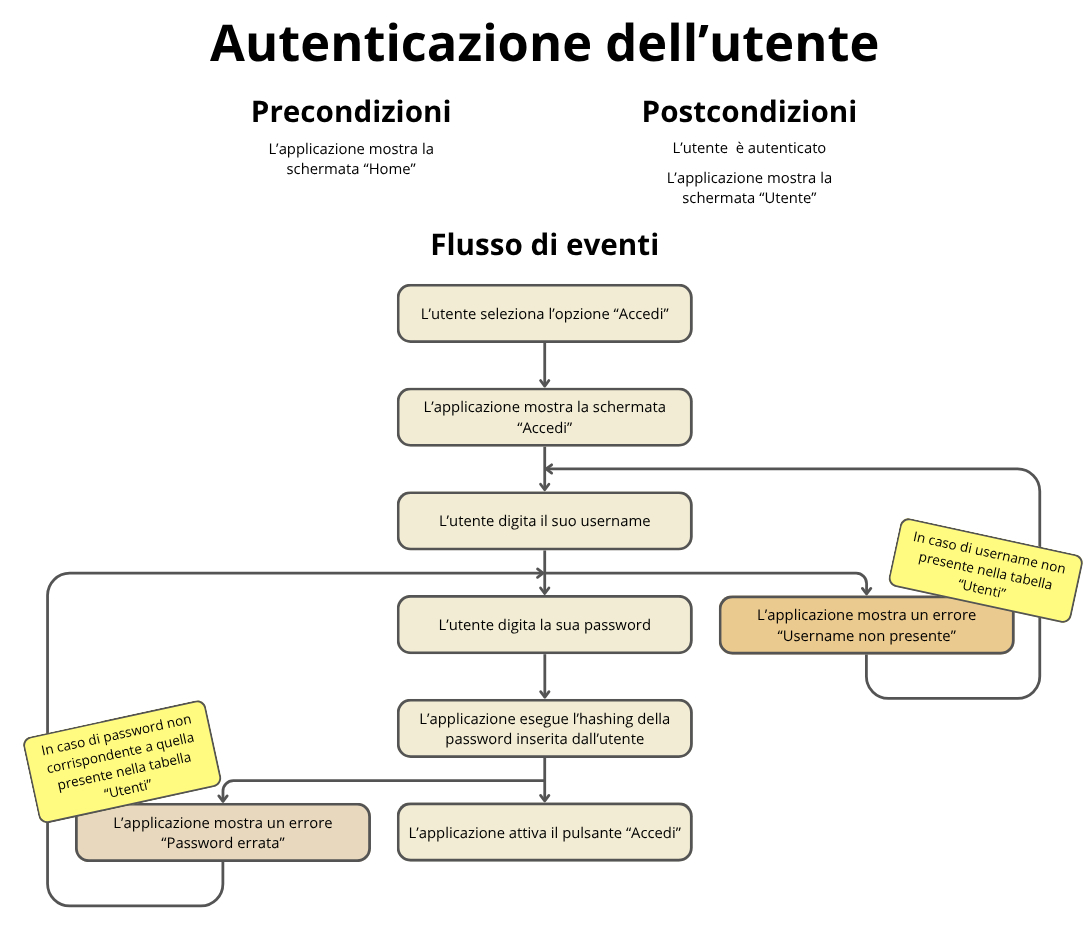 Autenticazione dell’utente
Precondizioni
L’applicazione mostra la
schermata “Home”
Postcondizioni
L’utente è autenticato
L’applicazione mostra la
schermata “Utente”
Flusso di eventi
L’utente seleziona l’opzione “Accedi”
L’applicazione mostra la schermata
“Accedi”
L’utente digita il suo username
In caso di username non
presente nella tabella
“Utenti”
L’applicazione mostra un errore
“Username non presente”
L’utente digita la sua password
L’applicazione esegue l’hashing della
password inserita dall’utente
In caso di password non
corrispondente a quella
presente nella tabella
“Utenti”
L’applicazione mostra un errore
“Password errata”
L’applicazione attiva il pulsante “Accedi”